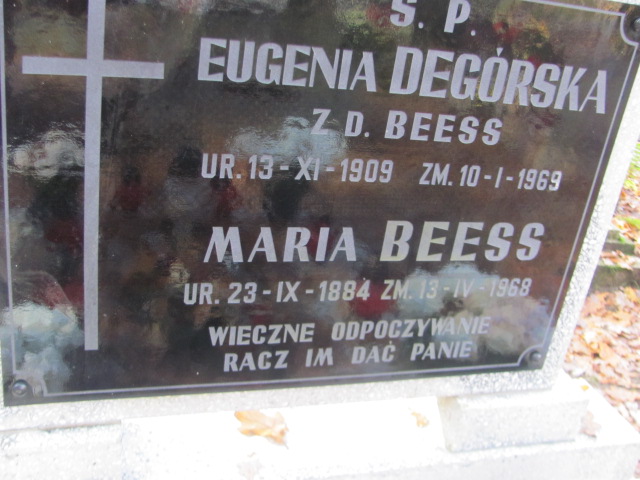 Ś. P.
EUGENIA DEGÓRSKA
Z D. BEESS
UR. 13-XI-1909 ZM. 10-I-1969
MARIA BEESS
UR. 23-IX-1884 ZM. 13-IV-1968
WIECZNE ODPOCZYWANIE
RACZ IM DAĆ PANIE